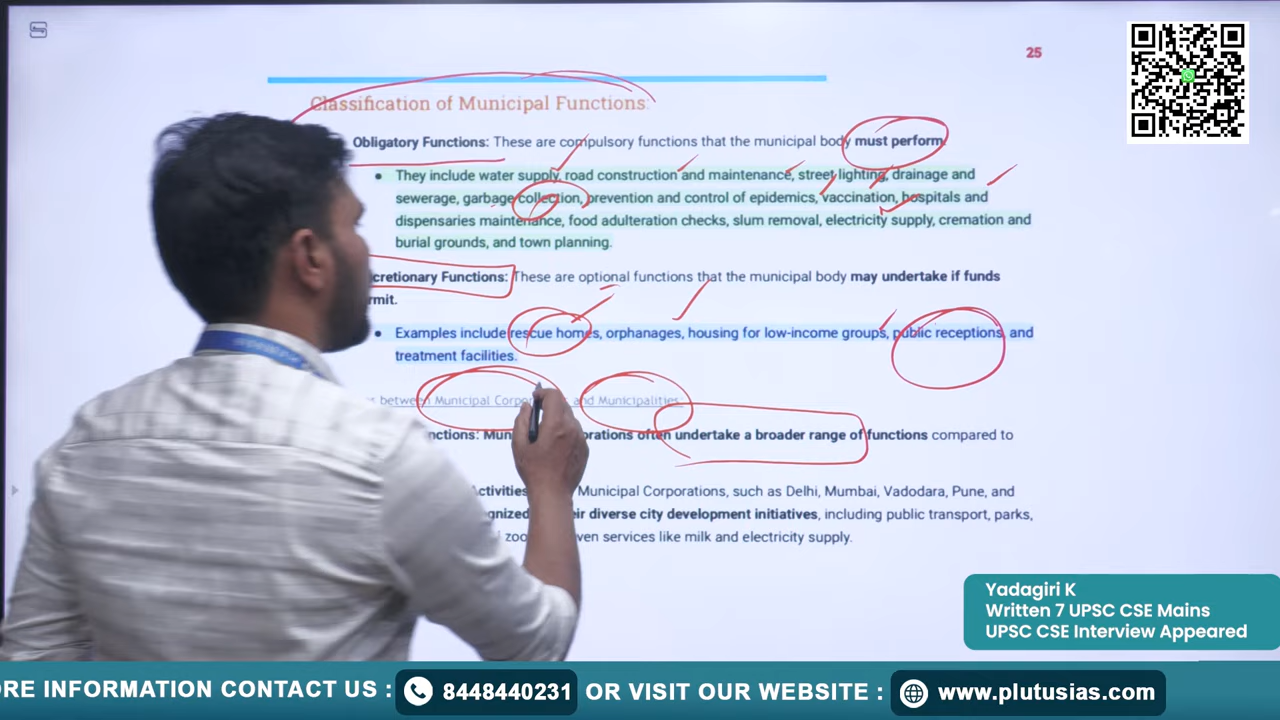 25
Classification of Municipal Functions:
Obligatory Functions: These are compulsory functions that the municipal body must perform.
They include water supply, road construction and maintenance, street lighting, drainage and
sewerage, garbage collection, prevention and control of epidemics, vaccination, hospitals and
dispensaries maintenance, food adulteration checks, slum removal, electricity supply, cremation and
burial grounds, and town planning.
cretionary Functions: These are optional functions that the municipal body may undertake if funds
rmit.
Examples include rescue homes, orphanages, housing for low-income groups, public receptions, and
treatment facilities.
between Municipal Corpor and Municipalities:
nctions: Mun orations often undertake a broader range of functions compared to
ctivities Municipal Corporations, such as Delhi, Mumbai, Vadodara, Pune, and
gnized eir diverse city development initiatives, including public transport, parks,
zoo ven services like milk and electricity supply.
Yadagiri K
Written 7 UPSC CSE Mains
UPSC CSE Interview Appeared
ORE INFORMATION CONTACT US : 8448440231 OR VISIT OUR WEBSITE : www.plutusias.com